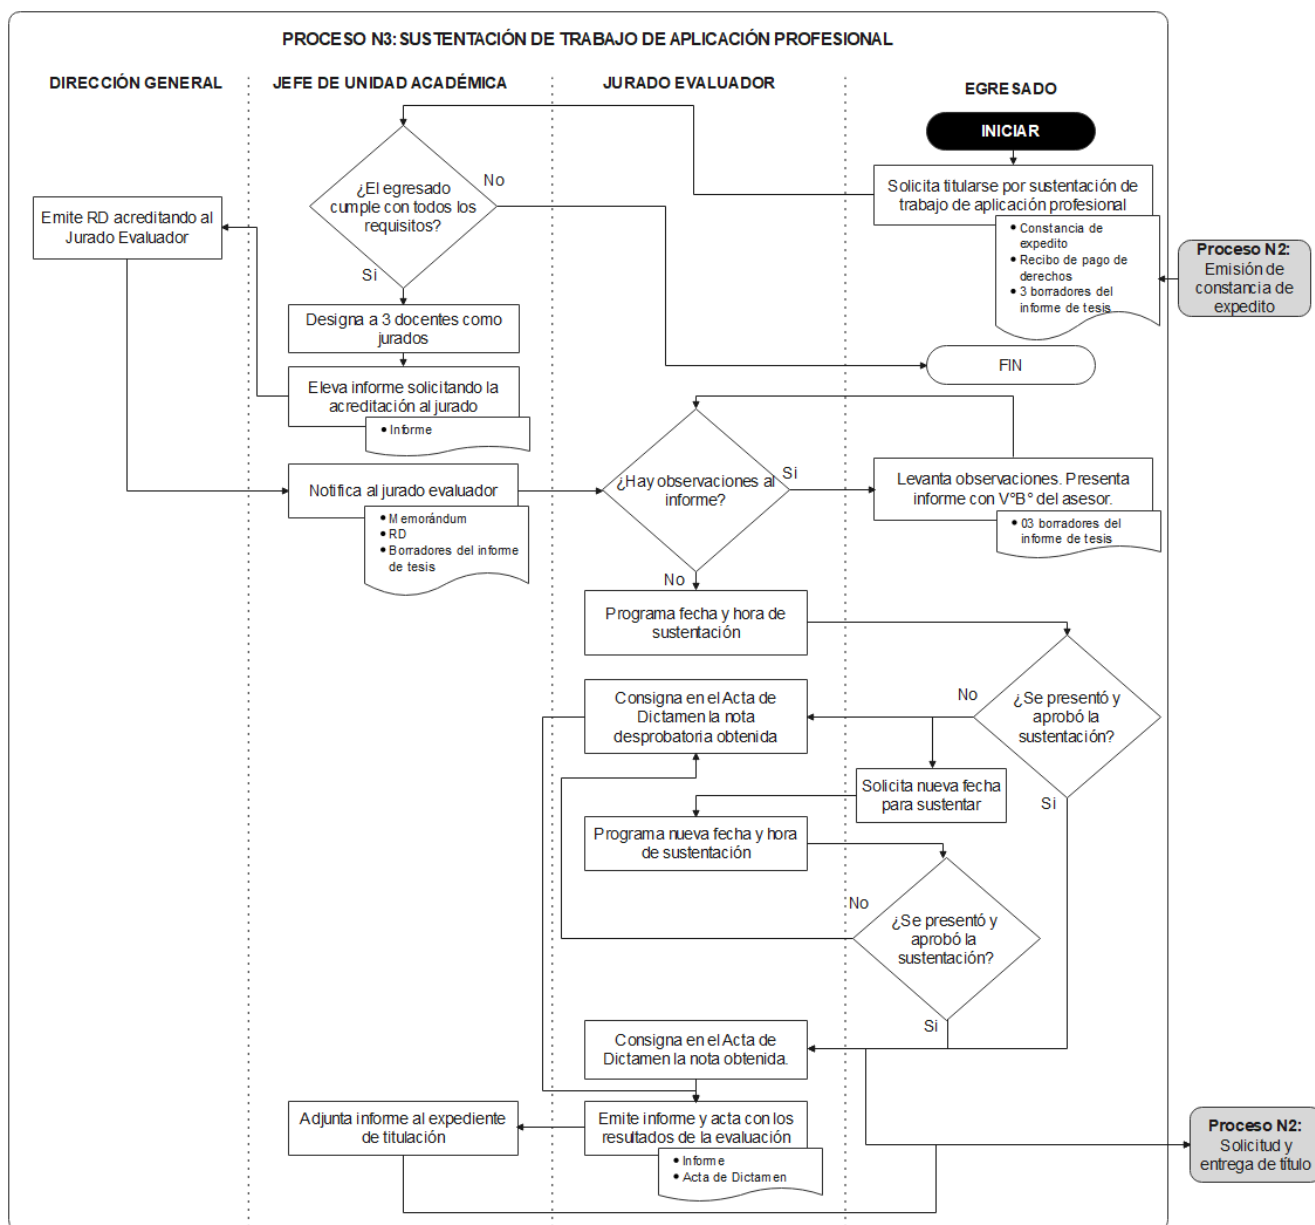 PROCESO N3: SUSTENTACIÓN DE TRABAJO DE APLICACIÓN PROFESIONAL
DIRECCIÓN GENERAL
JEFE DE UNIDAD ACADÉMICA
JURADO EVALUADOR
EGRESADO
INICIAR
Solicita titularse por sustentación de
trabajo de aplicación profesional
• Constancia de
expedito
• Recibo de pago de
derechos
• 3 borradores del
informe de tesis
Proceso N2:
Emisión de
constancia de
expedito
¿El egresado
cumple con todos los
requisitos?
No
Si
Emite RD acreditando al
Jurado Evaluador
Designa a 3 docentes como
jurados
FIN
Eleva informe solicitando la
acreditación al jurado
• Informe
Notifica al jurado evaluador
• Memorándum
• RD
• Borradores del informe
de tesis
¿Hay observaciones al
informe?
Si
No
Levanta observaciones. Presenta
informe con V°B° del asesor.
• 03 borradores del
informe de tesis
Programa fecha y hora de
sustentación
¿Se presentó y
aprobó la
sustentación?
No
Si
Consigna en el Acta de
Dictamen la nota
desprobatoria obtenida
Solicita nueva fecha
para sustentar
Programa nueva fecha y hora
de sustentación
¿Se presentó y
aprobó la
sustentación?
No
Si
Consigna en el Acta de
Dictamen la nota obtenida.
Emite informe y acta con los
resultados de la evaluación
• Informe
• Acta de Dictamen
Adjunta informe al expediente
de titulación
Proceso N2:
Solicitud y
entrega de título